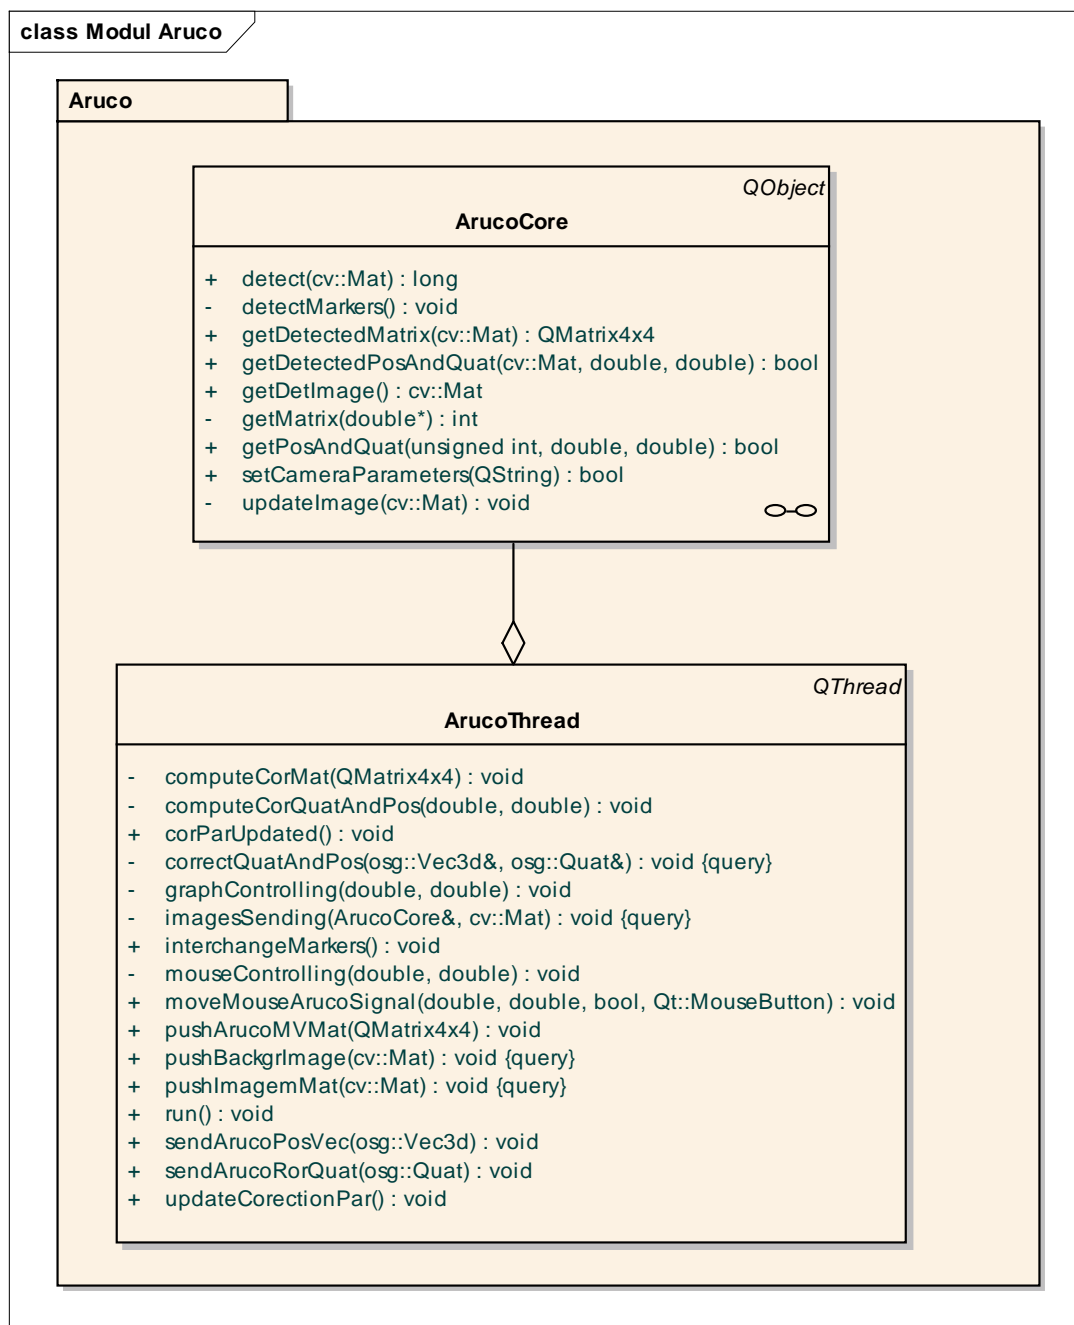 class Modul Aruco
Aruco
QObject
ArucoCore
+ detect(cv::Mat) : long
- detectMarkers() : void
+ getDetectedMatrix(cv::Mat) : QMatrix4x4
+ getDetectedPosAndQuat(cv::Mat, double, double) : bool
+ getDetImage() : cv::Mat
- getMatrix(double*) : int
+ getPosAndQuat(unsigned int, double, double) : bool
+ setCameraParameters(QString) : bool
- updateImage(cv::Mat) : void
QThread
ArucoThread
- computeCorMat(QMatrix4x4) : void
- computeCorQuatAndPos(double, double) : void
+ corParUpdated() : void
- correctQuatAndPos(osg::Vec3d&, osg::Quat&) : void {query}
- graphControlling(double, double) : void
- imagesSending(ArucoCore&, cv::Mat) : void {query}
+ interchangeMarkers() : void
- mouseControlling(double, double) : void
+ moveMouseArucoSignal(double, double, bool, Qt::MouseButton) : void
+ pushArucoMVMat(QMatrix4x4) : void
+ pushBackgrImage(cv::Mat) : void {query}
+ pushImagemMat(cv::Mat) : void {query}
+ run() : void
+ sendArucoPosVec(osg::Vec3d) : void
+ sendArucoRorQuat(osg::Quat) : void
+ updateCorectionPar() : void